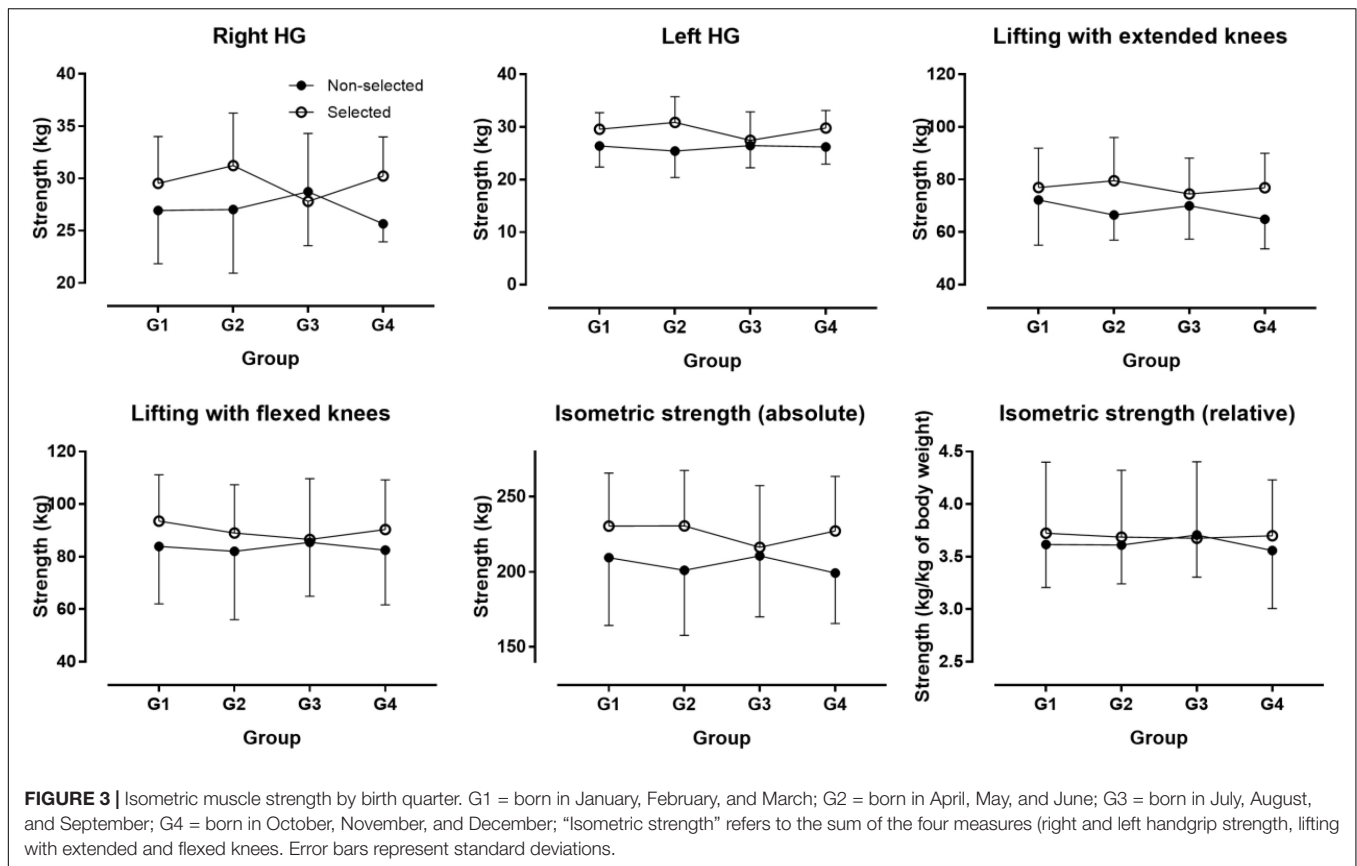 Right HG
Left HG
Lifting with extended knees
Strength (kg)
40
35
30
25
20
Non-selected
Selected
G1 G2 G3 G4
Group
Strength (kg)
40
30
20
10
0
G1 G2 G3 G4
Group
Strength (kg)
120
100
80
60
40
G1 G2 G3 G4
Group
Lifting with flexed knees
Isometric strength (absolute)
Isometric strength (relative)
Strength (kg)
120
100
80
60
40
G1 G2 G3 G4
Group
Strength (kg)
250
200
150
G1 G2 G3 G4
Group
Strength (kg/kg of body weight)
4.5
4.0
3.5
3.0
2.5
G1 G2 G3 G4
Group
FIGURE 3 | Isometric muscle strength by birth quarter. G1 = born in January, February, and March; G2 = born in April, May, and June; G3 = born in July, August,
and September; G4 = born in October, November, and December; “Isometric strength” refers to the sum of the four measures (right and left handgrip strength, lifting
with extended and flexed knees. Error bars represent standard deviations.